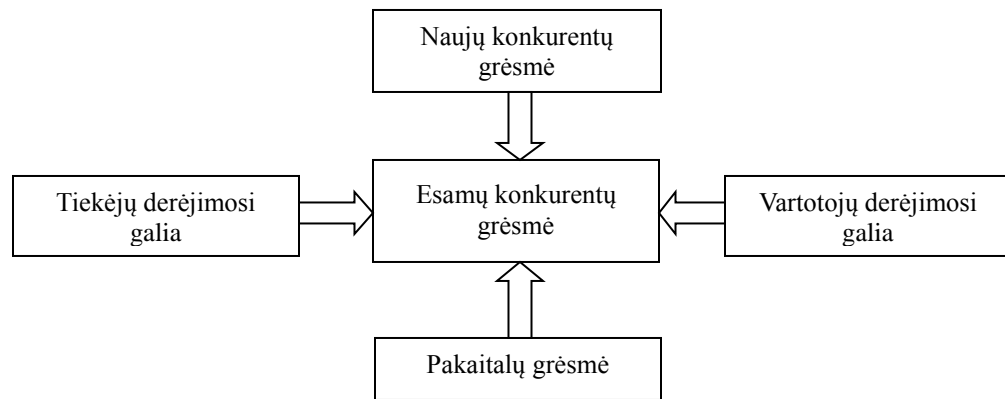 Naujų konkurentų
grėsmė
Tiekėjų derėjimosi
galia
Esamų konkurentų
grėsmė
Vartotojų derėjimosi
galia
Pakaitalų grėsmė